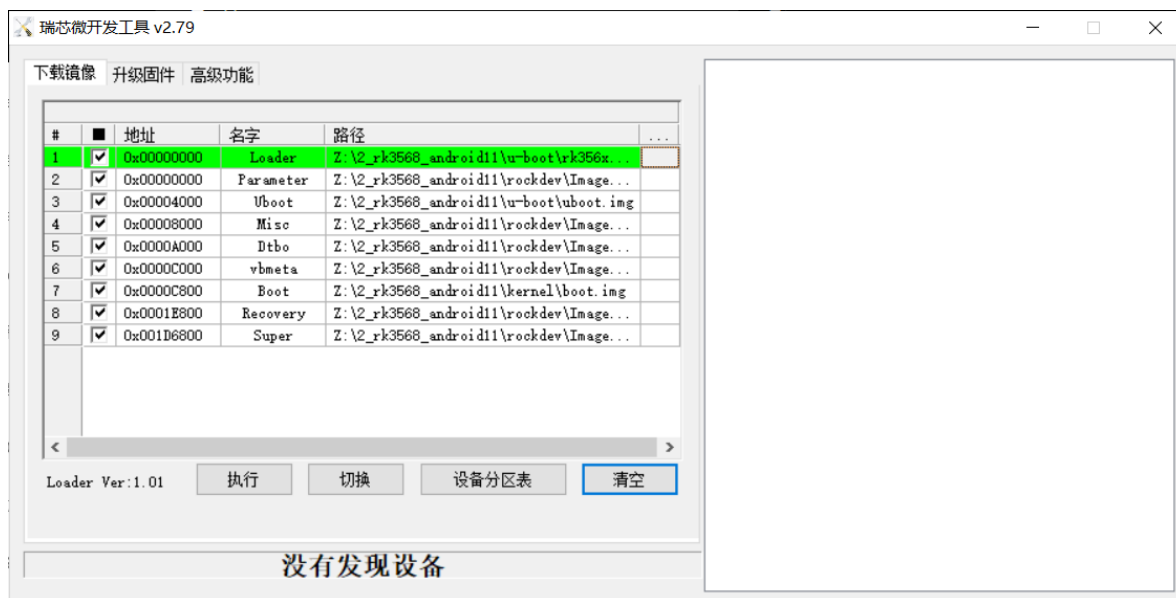 瑞芯微开发工具 v2.79
下载镜像 升级固件 高级功能
# 地址 名字 路径 ...
1 0x00000000 Loader Z:\2_rk3568_android11\u-boot\rk356x...
2 0x00000000 Parameter Z:\2_rk3568_android11\rockdev\Image...
3 0x00004000 Uboot Z:\2_rk3568_android11\u-boot\uboot.img
4 0x00008000 Misc Z:\2_rk3568_android11\rockdev\Image...
5 0x0000A000 Dtbo Z:\2_rk3568_android11\rockdev\Image...
6 0x0000C000 vbmeta Z:\2_rk3568_android11\rockdev\Image...
7 0x0000C800 Boot Z:\2_rk3568_android11\kernel\boot.img
8 0x0001E800 Recovery Z:\2_rk3568_android11\rockdev\Image...
9 0x001D6800 Super Z:\2_rk3568_android11\rockdev\Image...
Loader Ver:1.01 执行 切换 设备分区表 清空
没有发现设备